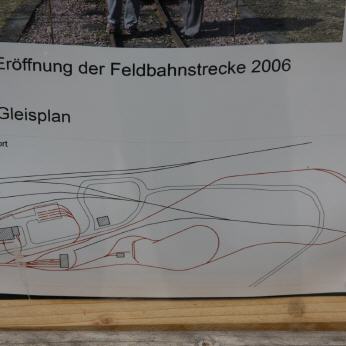 Eröffnung der Feldbahnstrecke 2006
Gleisplan